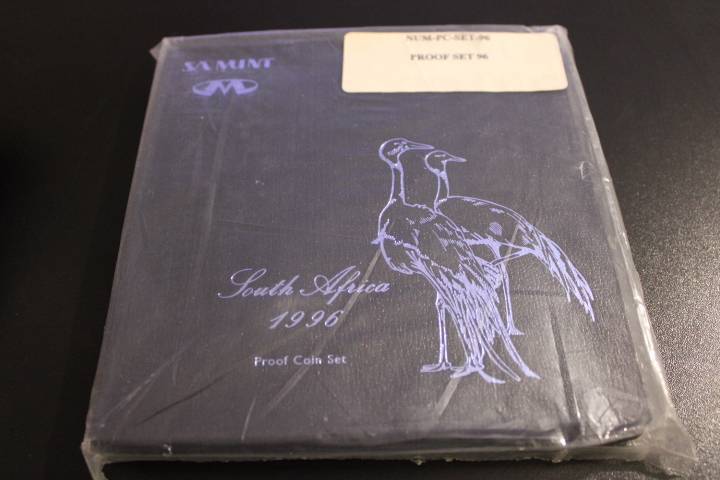 SA MINT
NUM-PC-SET-96
PROOF SET 96
South Africa
1996
Proof Coin Set